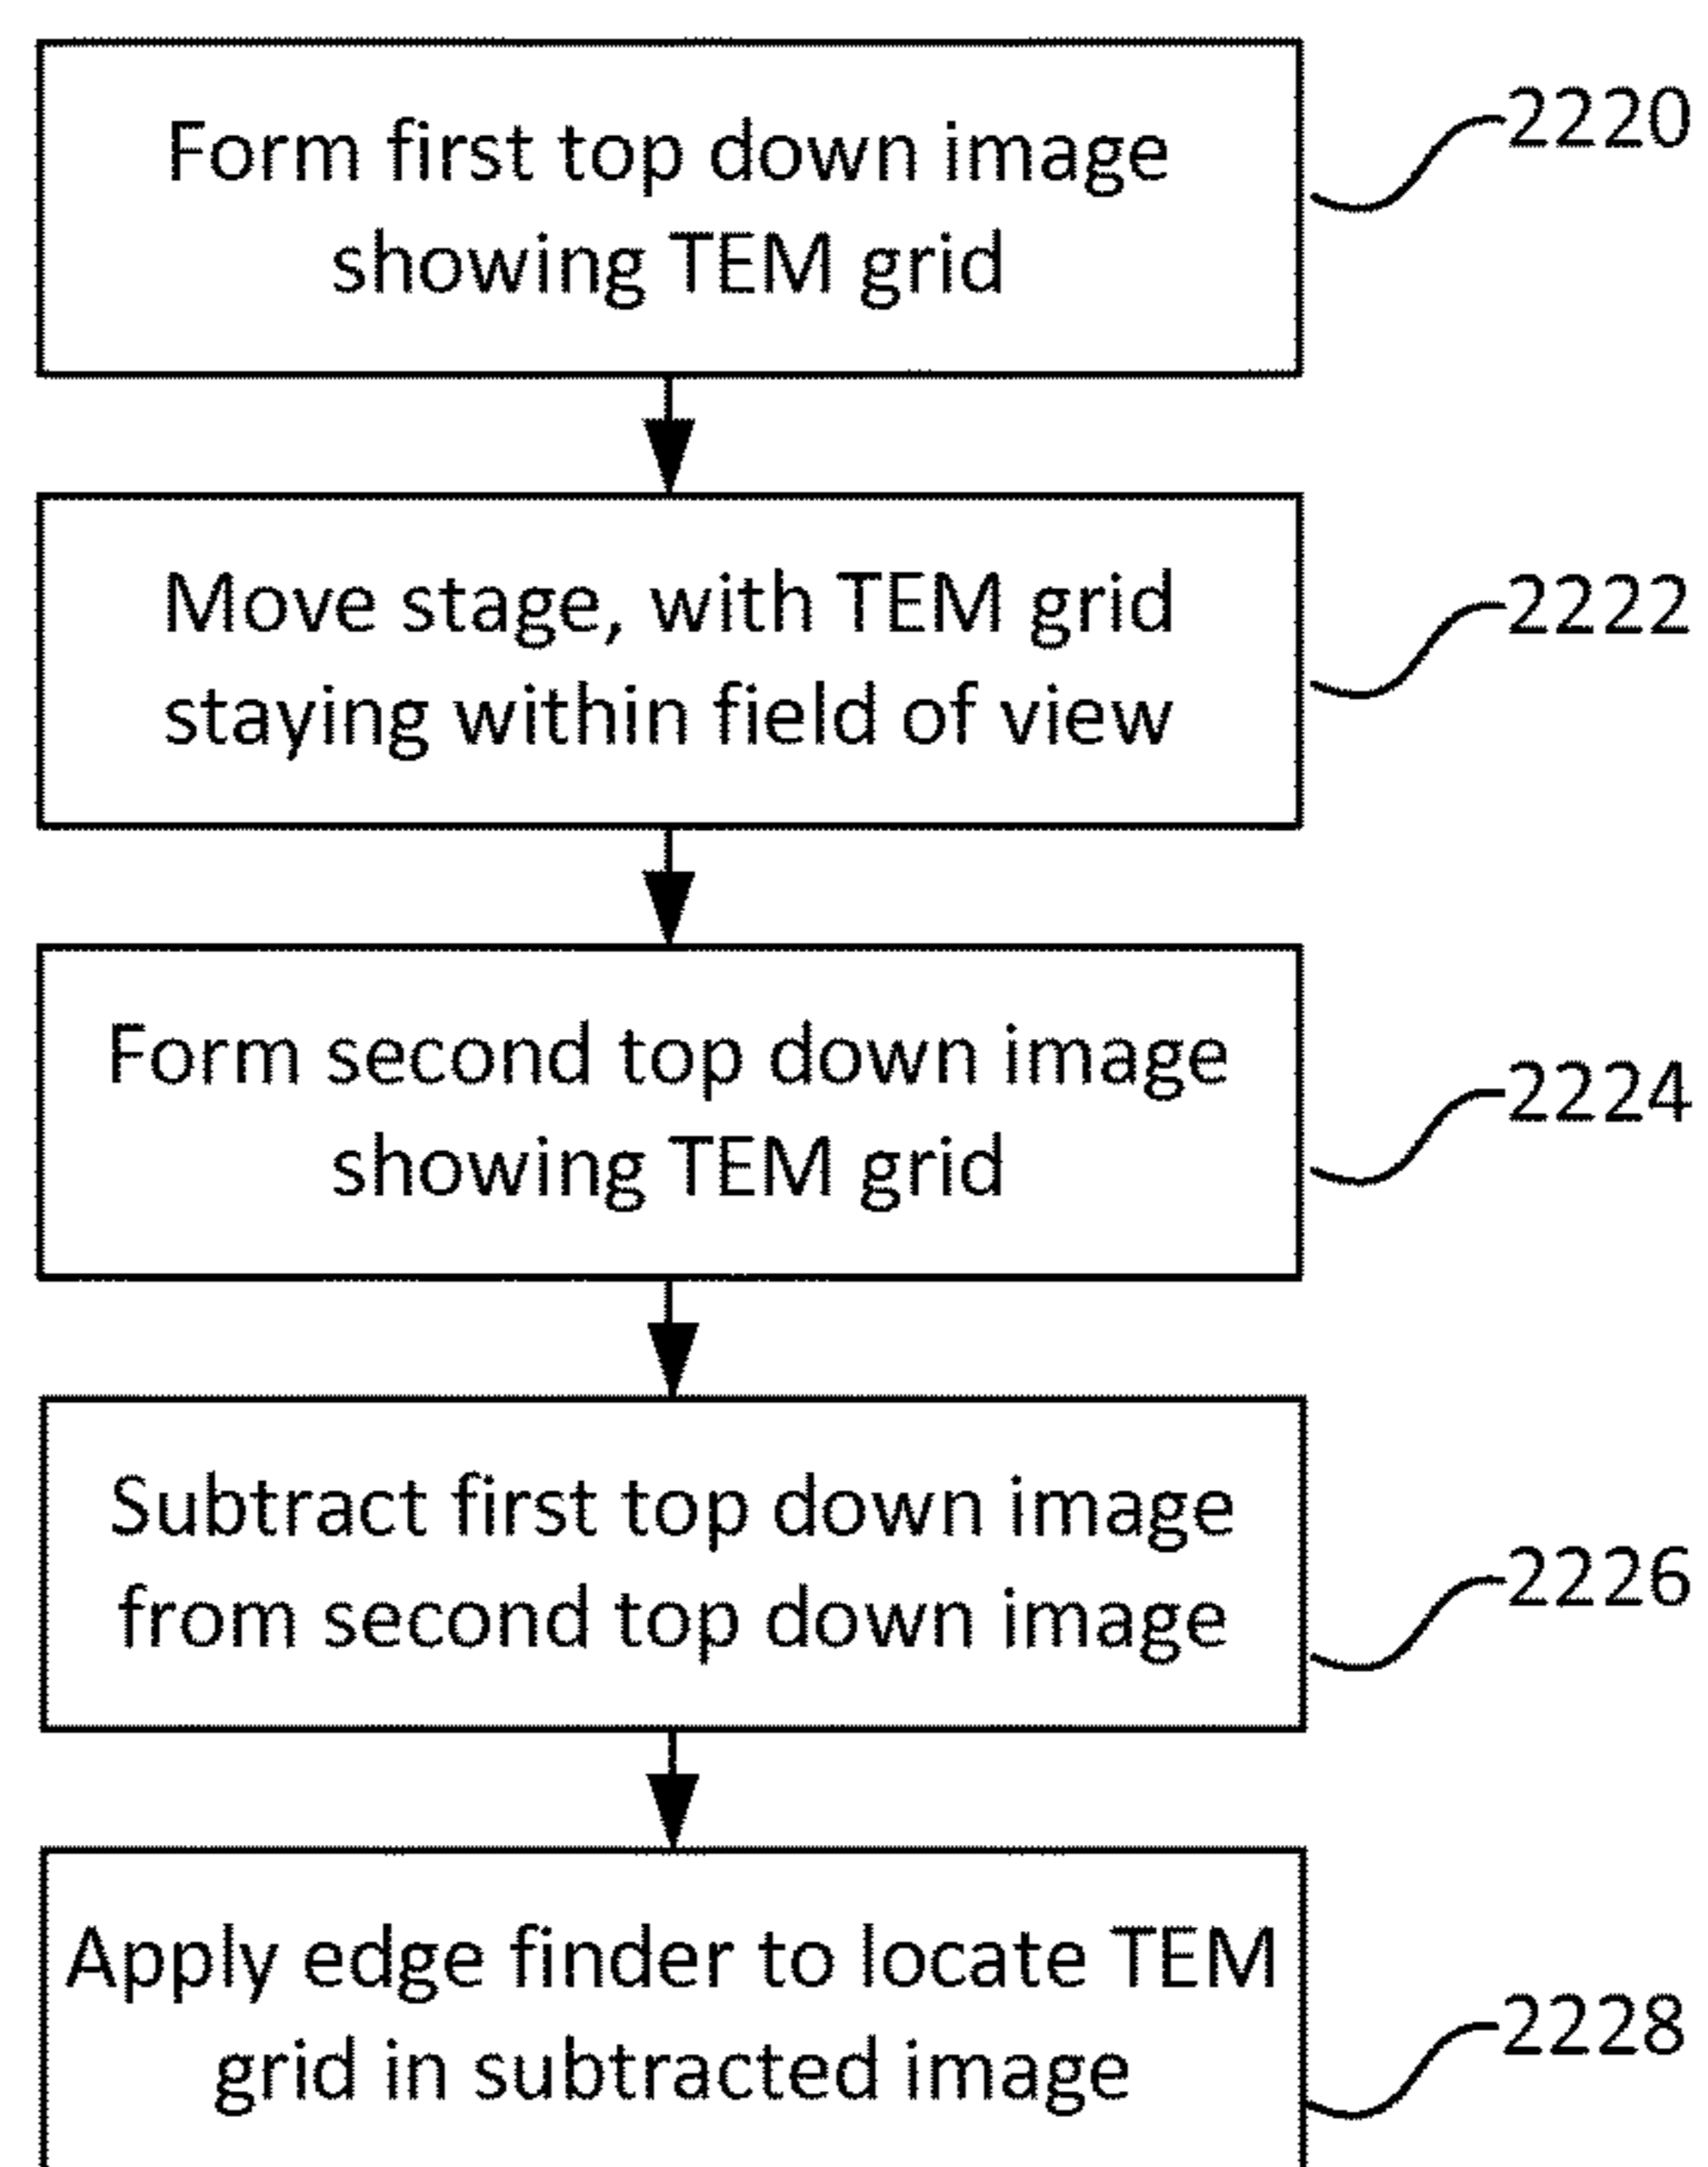 Form first top down image
showing TEM grid
2220
Move stage, with TEM grid
staying within field of view
2222
Form second top down image
showing TEM grid
2224
Subtract first top down image
from second top down image
2226
Apply edge finder to locate TEM
grid in subtracted image
2228